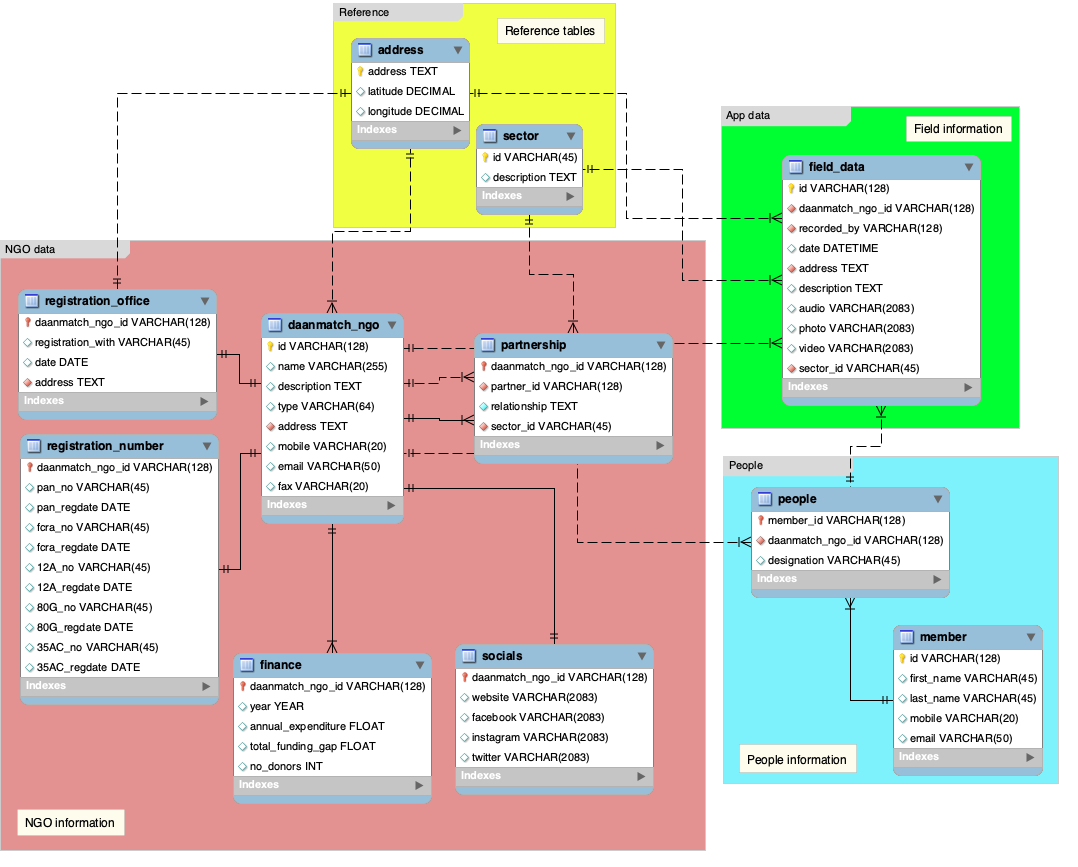 Reference
Reference tables
address
address TEXT
latitude DECIMAL
longitude DECIMAL
Indexes
sector
id VARCHAR(45)
description TEXT
Indexes
App data
Field information
field_data
id VARCHAR(128)
daanmatch_ngo_id VARCHAR(128)
recorded_by VARCHAR(128)
date DATETIME
address TEXT
description TEXT
audio VARCHAR(2083)
photo VARCHAR(2083)
video VARCHAR(2083)
sector_id VARCHAR(45)
Indexes
NGO data
registration_office
daanmatch_ngo_id VARCHAR(128)
registration_with VARCHAR(45)
date DATE
address TEXT
Indexes
daanmatch_ngo
id VARCHAR(128)
name VARCHAR(255)
description TEXT
type VARCHAR(64)
address TEXT
mobile VARCHAR(20)
email VARCHAR(50)
fax VARCHAR(20)
Indexes
partnership
daanmatch_ngo_id VARCHAR(128)
partner_id VARCHAR(128)
relationship TEXT
sector_id VARCHAR(45)
Indexes
registration_number
daanmatch_ngo_id VARCHAR(128)
pan_no VARCHAR(45)
pan_regdate DATE
fcra_no VARCHAR(45)
fcra_regdate DATE
12A_no VARCHAR(45)
12A_regdate DATE
80G_no VARCHAR(45)
80G_regdate DATE
35AC_no VARCHAR(45)
35AC_regdate DATE
Indexes
finance
daanmatch_ngo_id VARCHAR(128)
year YEAR
annual_expenditure FLOAT
total_funding_gap FLOAT
no_donors INT
Indexes
socials
daanmatch_ngo_id VARCHAR(128)
website VARCHAR(2083)
facebook VARCHAR(2083)
instagram VARCHAR(2083)
twitter VARCHAR(2083)
Indexes
NGO information
People
people
member_id VARCHAR(128)
daanmatch_ngo_id VARCHAR(128)
designation VARCHAR(45)
Indexes
member
id VARCHAR(128)
first_name VARCHAR(45)
last_name VARCHAR(45)
mobile VARCHAR(20)
email VARCHAR(50)
Indexes
People information